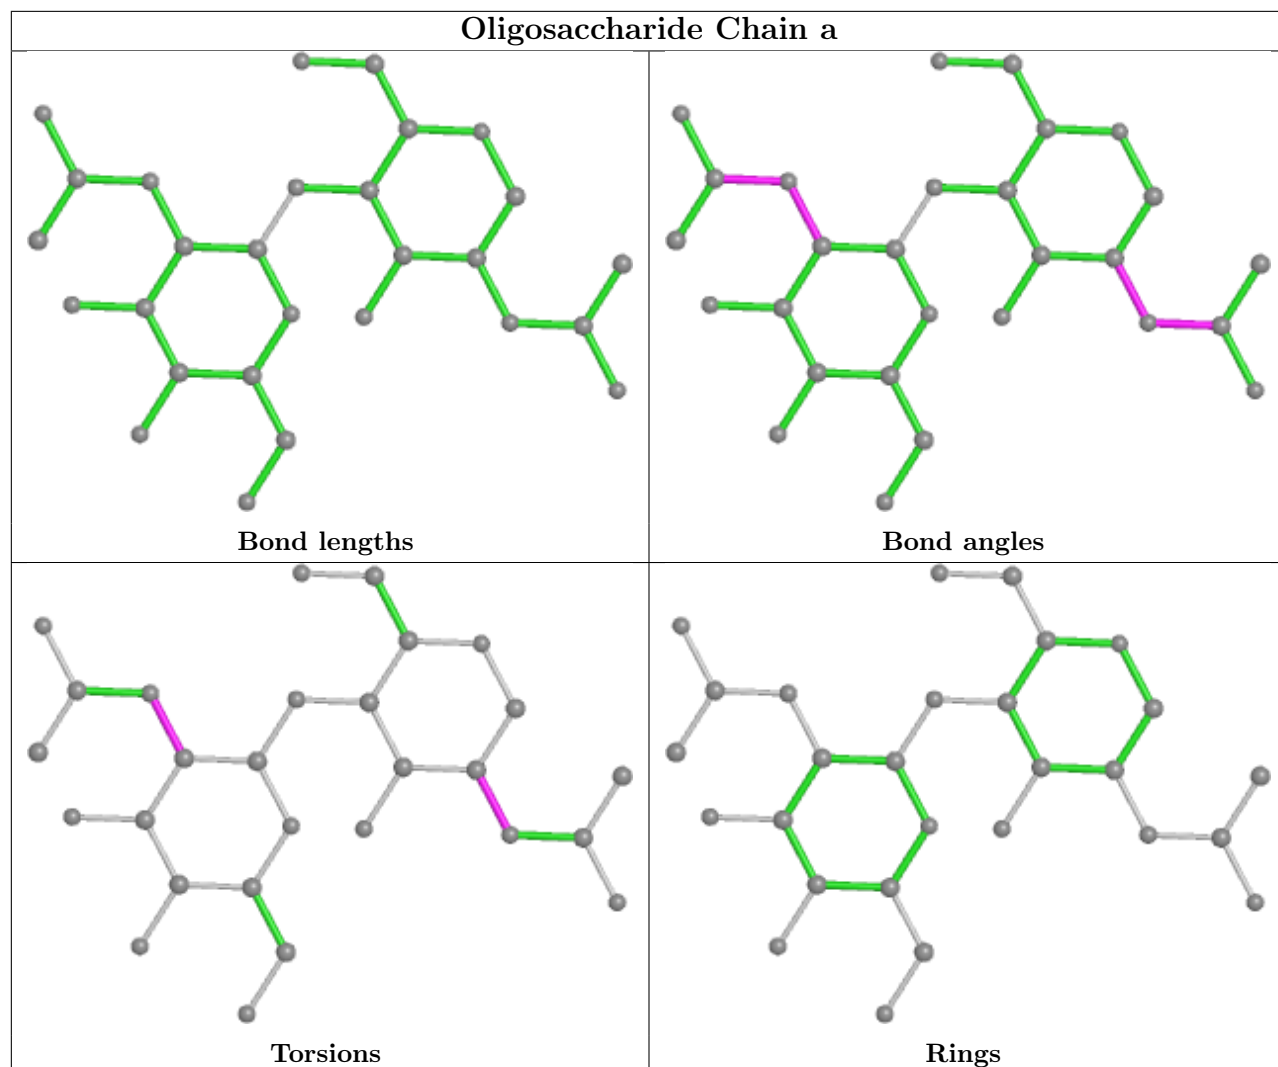 Oligosaccharide Chain a
Bond lengths
Bond angles
Torsions
Rings